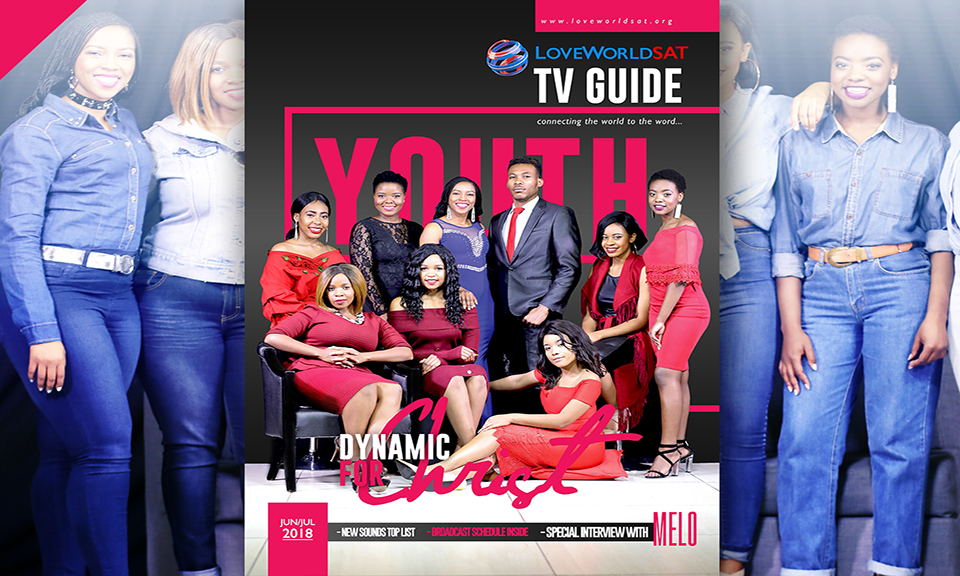 www.loveworldsat.org
LOVEWORLDSAT
TV GUIDE
connecting the world to the word...
YOUTH
DYNAMIC
FOR Christ
JUN/JUL
2018
- NEW SOUNDS TOP LIST - BROADCAST SCHEDULE INSIDE - SPECIAL INTERVIEW WITH MELO